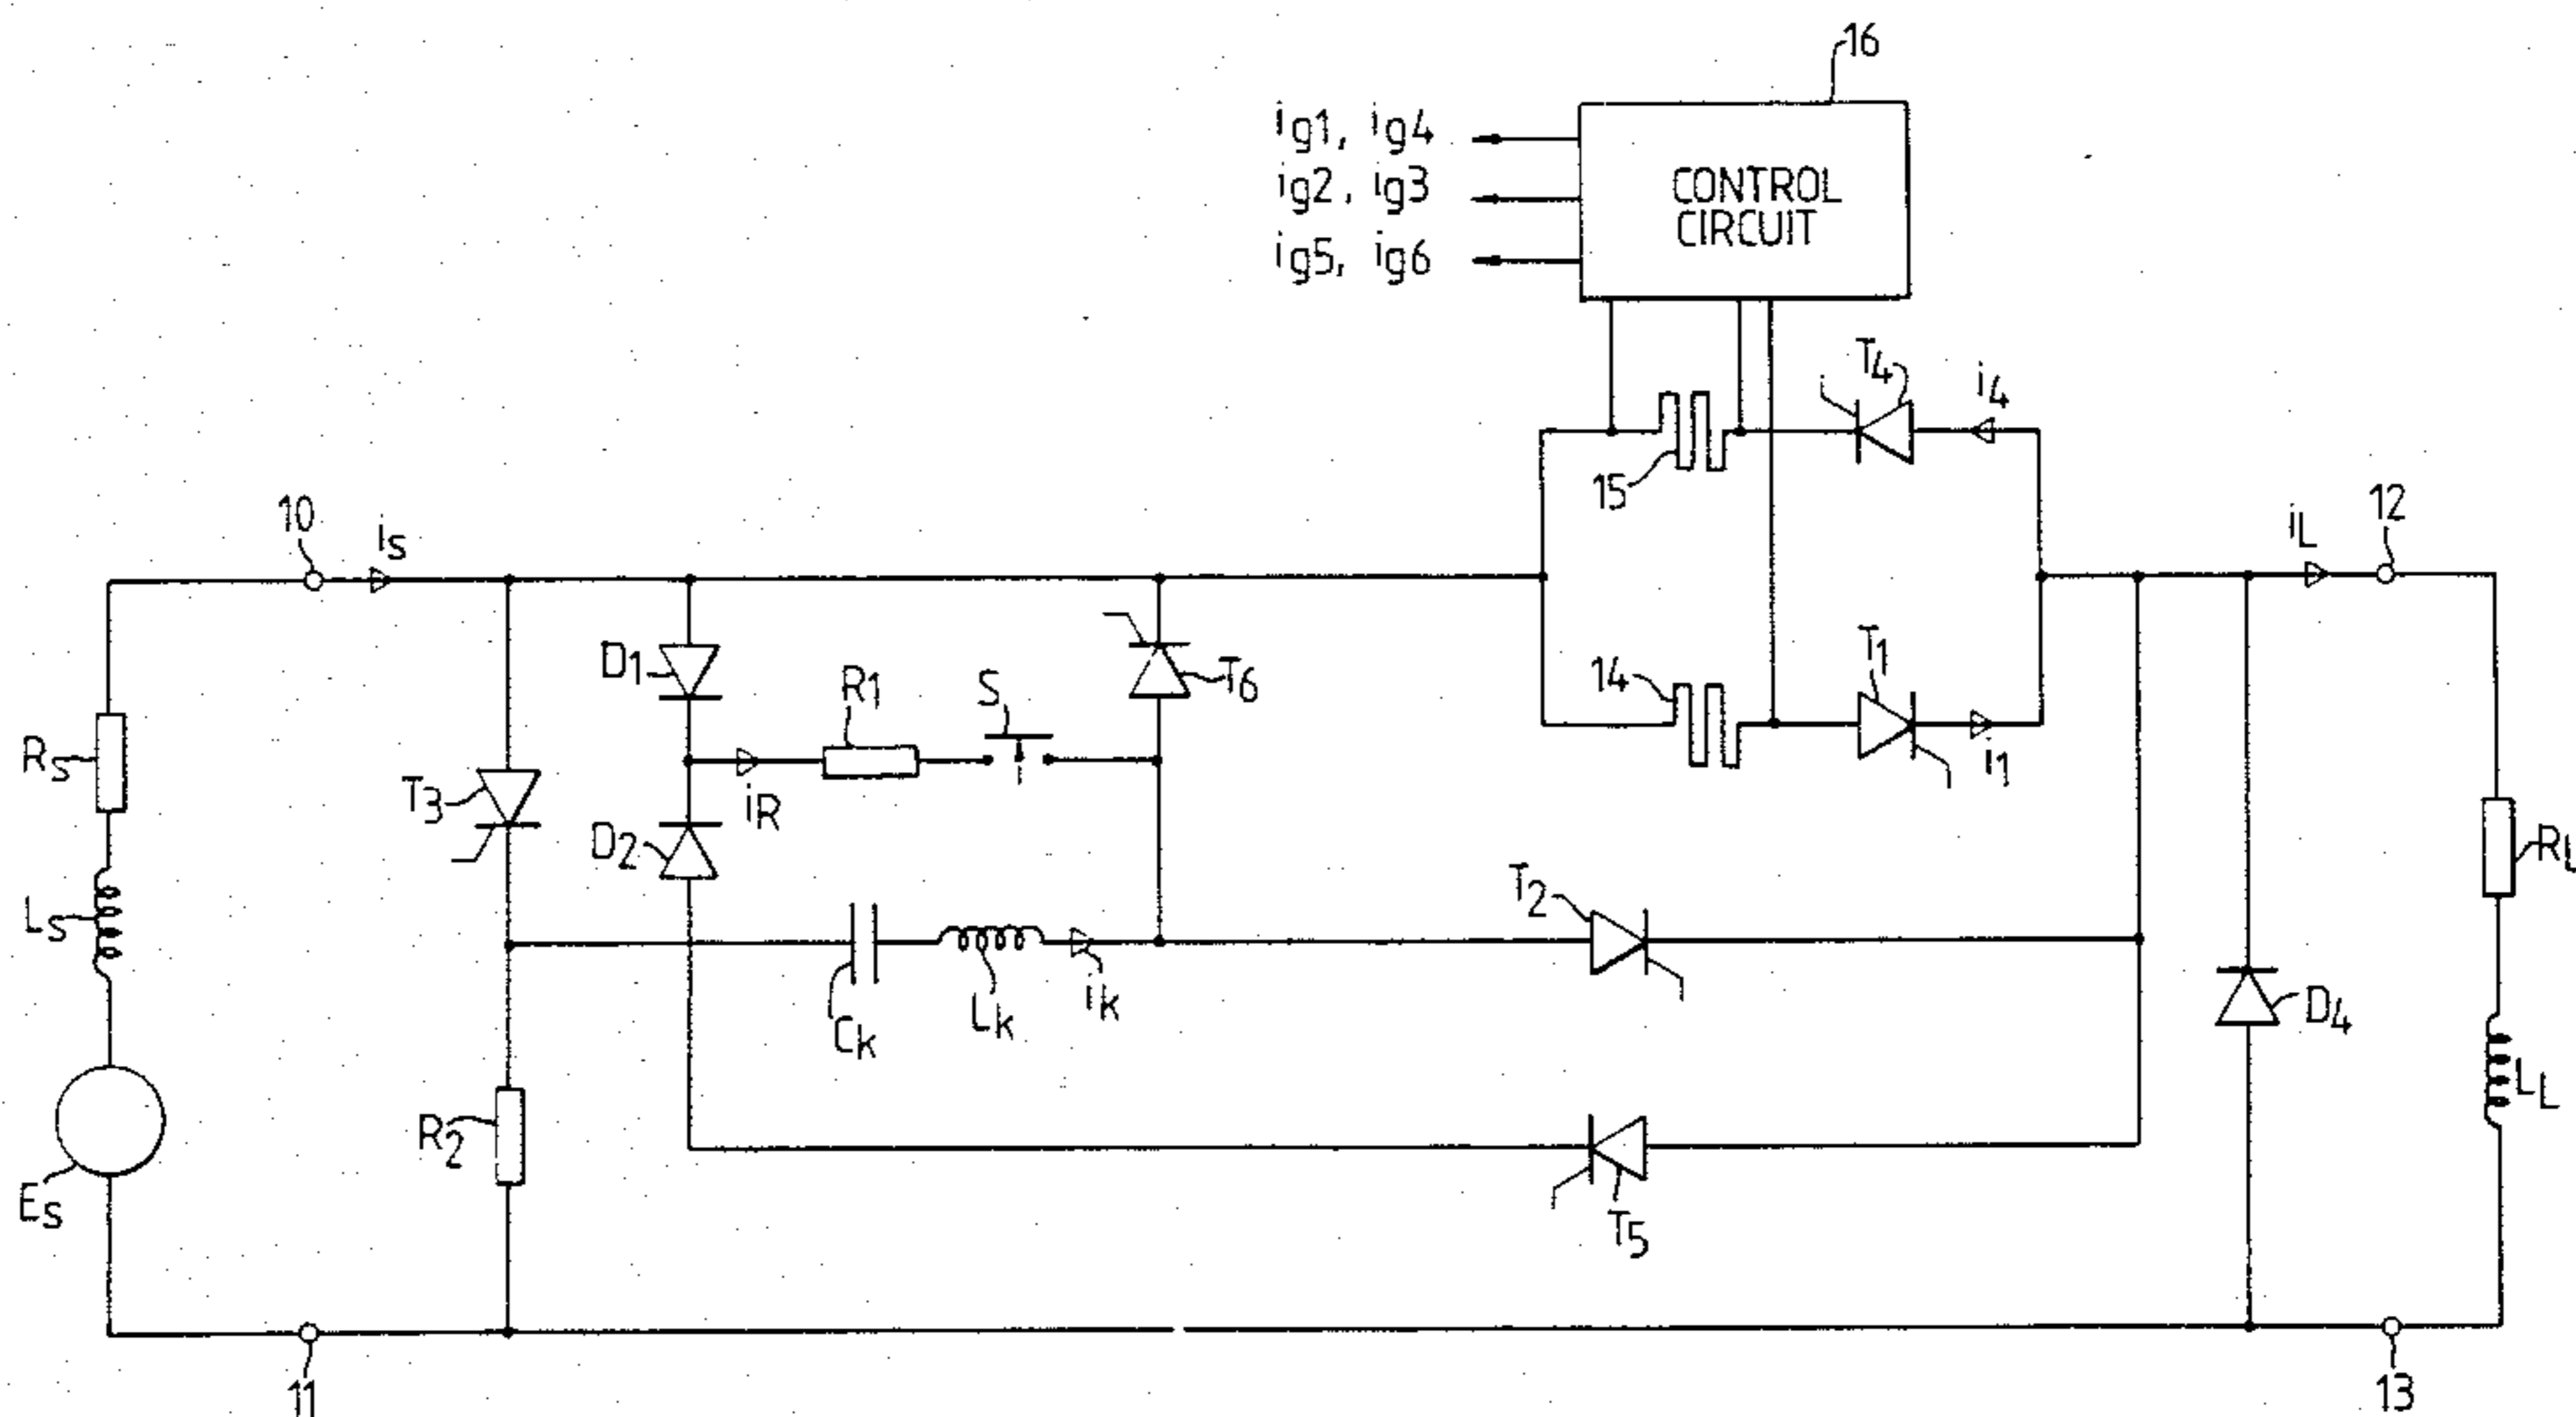 16
ig1, ig4
ig2, ig3
ig5, ig6
CONTROL
CIRCUIT
T4
i4
15
10
is
iL
12
D1
R1
S
T6
14
T1
i1
Rs
T3
iR
D2
T2
RL
Ls
Ck
Lk
ik
D4
LL
R2
Es
T5
11
13